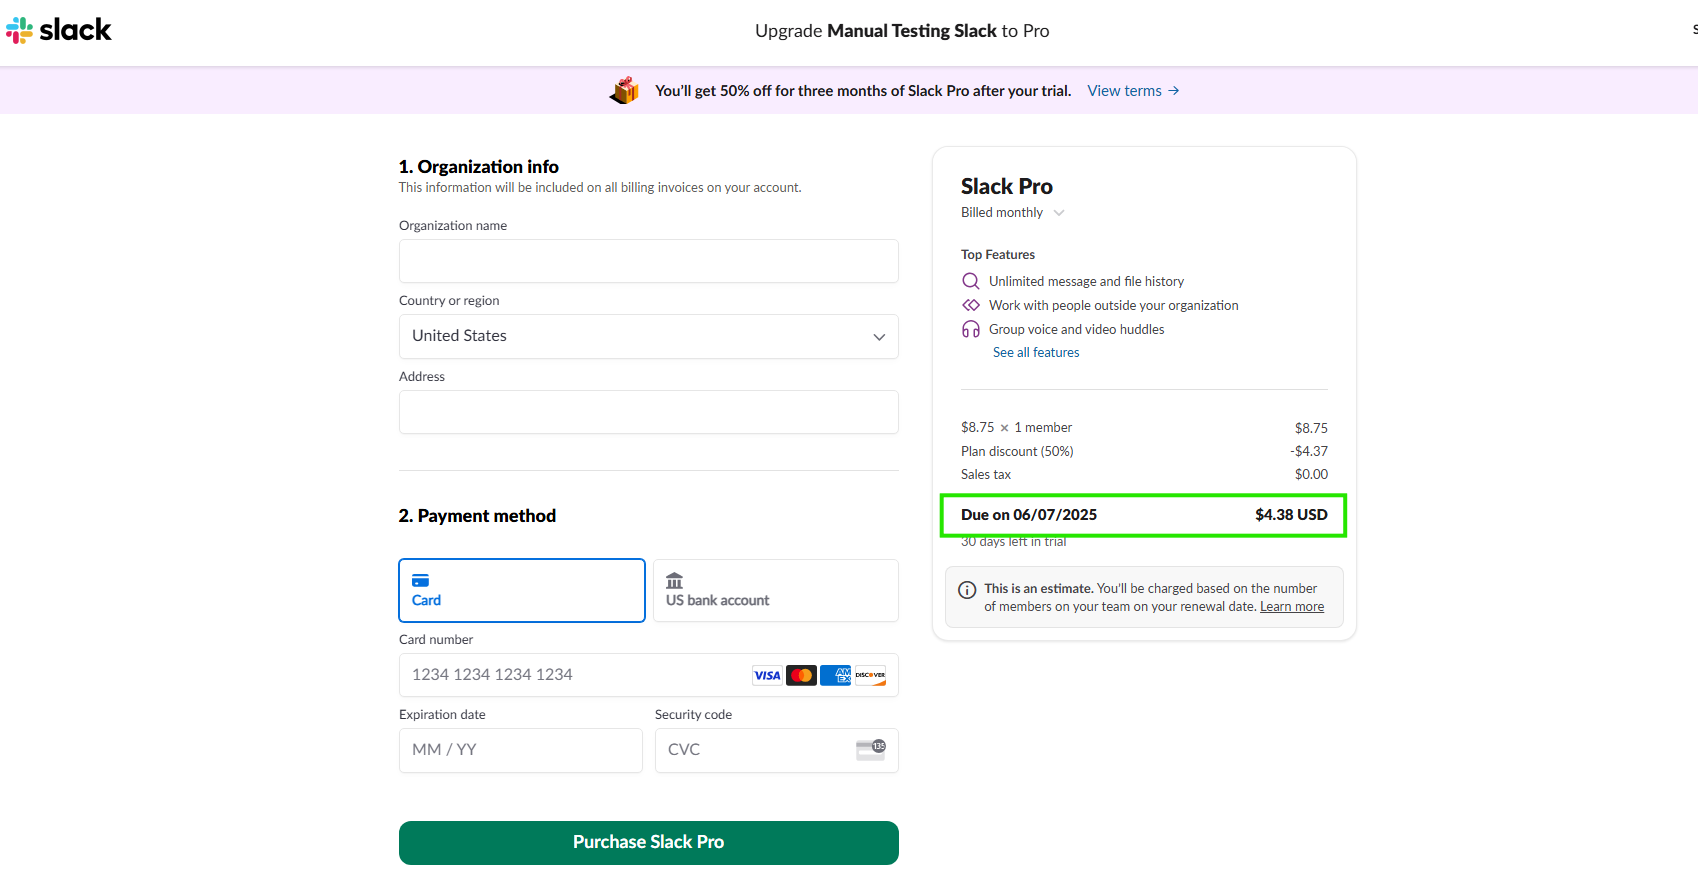 slack
Upgrade Manual Testing Slack to Pro
You'll get 50% off for three months of Slack Pro after your trial. View terms →
1. Organization info
This information will be included on all billing invoices on your account.
Organization name
Country or region
United States
Address
2. Payment method
Card
US bank account
Card number
1234 1234 1234 1234
VISA
AM
EX
DISCOVER
Expiration date
Security code
MM / YY
CVC
135
Purchase Slack Pro
Slack Pro
Billed monthly
Top Features
Unlimited message and file history
Work with people outside your organization
Group voice and video huddles
See all features
$8.75 × 1 member $8.75
Plan discount (50%) -$4.37
Sales tax $0.00
Due on 06/07/2025 $4.38 USD
30 days left in trial
This is an estimate. You'll be charged based on the number
of members on your team on your renewal date. Learn more